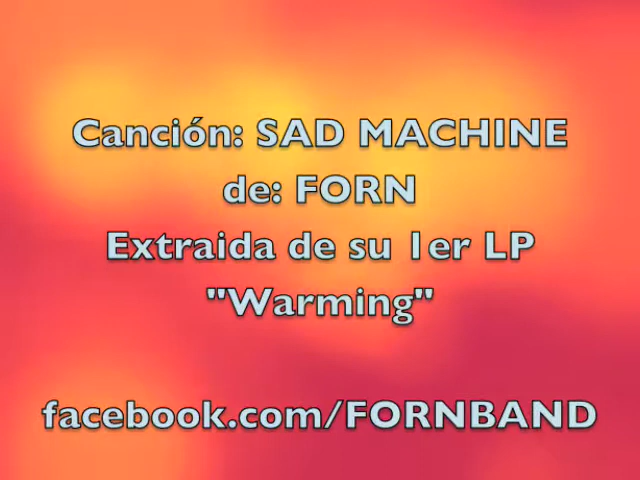 Canción: SAD MACHINE
de: FORN
Extraida de su 1er LP
"Warming"
facebook.com/FORNBAND